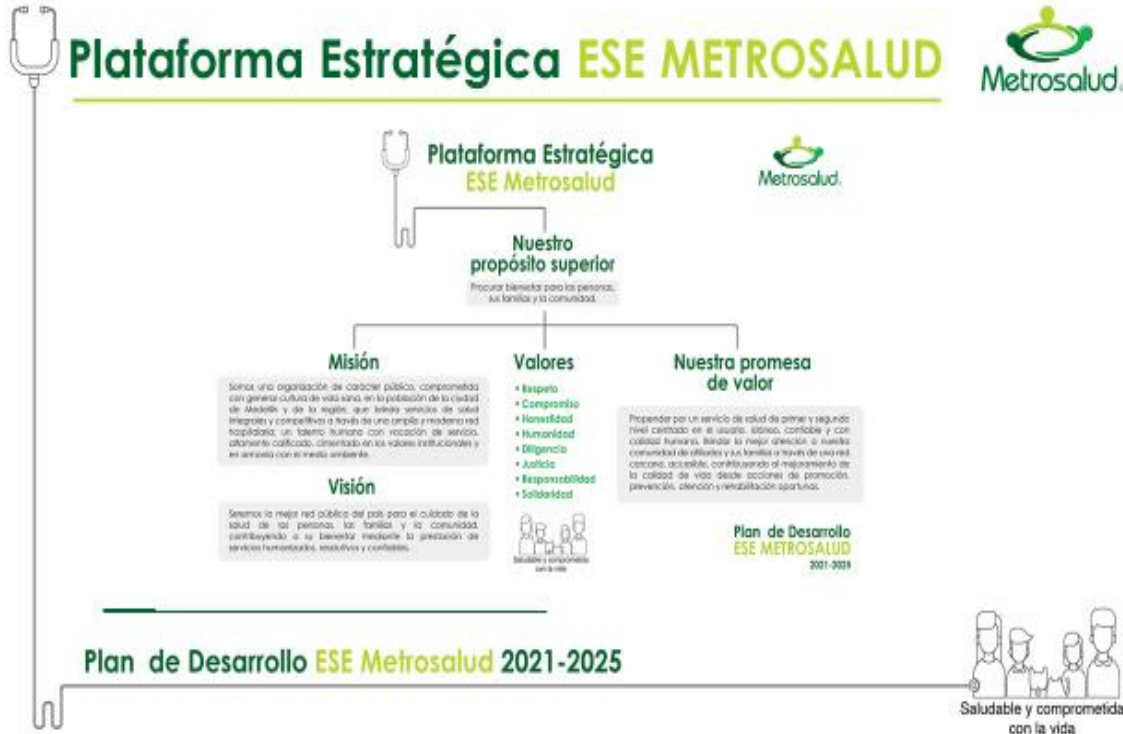 Plataforma Estratégica ESE METROSALUD
Metrosalud
Plataforma Estratégica
ESE Metrosalud
Metrosalud
Nuestro
propósito superior
Procurar bienestar para las personas,
sus familias y la comunidad.
Misión
Somos una organización de carácter público, comprometida
con generar cultura de vida sana, en la población de la ciudad
de Medellín y de la región, que brinda servicios de salud
integrales y competitivos a través de una amplia y moderna red
hospitalaria; un talento humano con vocación de servicio,
altamente calificado, cimentado en los valores institucionales y
en armonía con el medio ambiente.
Visión
Seremos la mejor red pública del país para el cuidado de la
salud de las personas, las familias y la comunidad,
contribuyendo a su bienestar mediante la prestación de
servicios humanizados, resolutivos y confiables.
Valores
• Respeto
• Compromiso
• Honestidad
• Humanidad
• Diligencia
• Justicia
• Responsabilidad
• Solidaridad
Saludable y comprometida
con la vida
Nuestra promesa
de valor
Propender por un servicio de salud de primer y segundo
nivel centrado en el usuario, idóneo, confiable y con
calidad humana. Brindar la mejor atención a nuestra
comunidad de afiliados y sus familias a través de una red
cercana, accesible, contribuyendo al mejoramiento de
la calidad de vida desde acciones de promoción,
prevención, atención y rehabilitación oportunas.
Plan de Desarrollo
ESE METROSALUD
2021-2025
Plan de Desarrollo ESE Metrosalud 2021-2025
Saludable y comprometida
con la vida